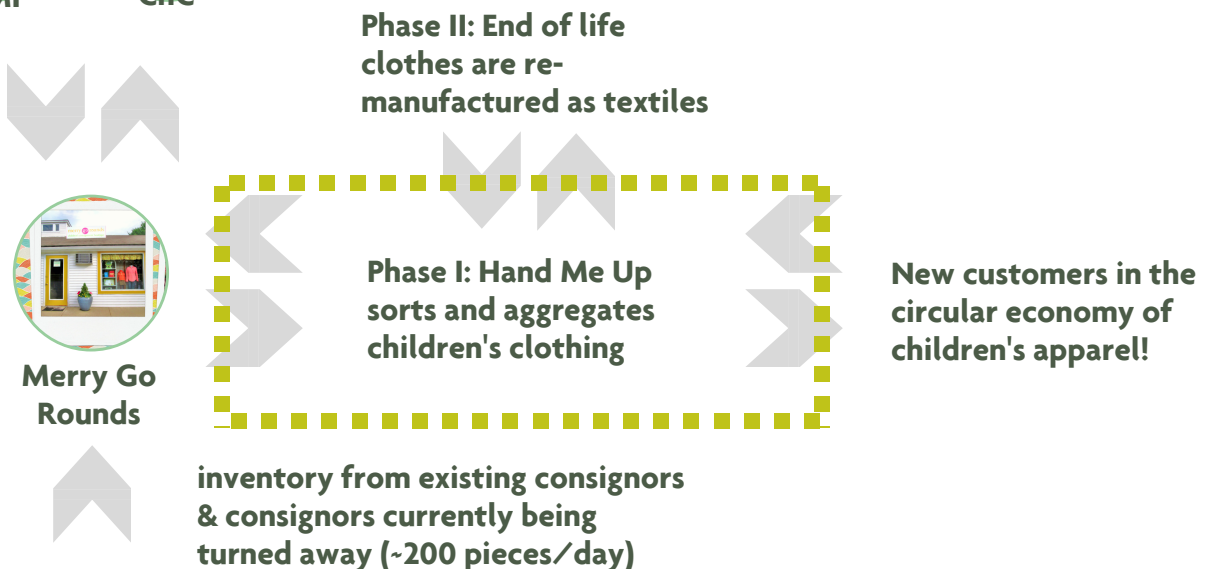 Phase II: End of life
clothes are re-
manufactured as textiles
Phase I: Hand Me Up
sorts and aggregates
children's clothing
New customers in the
circular economy of
children's apparel!
Merry Go
Rounds
inventory from existing consignors
& consignors currently being
turned away (~200 pieces/day)